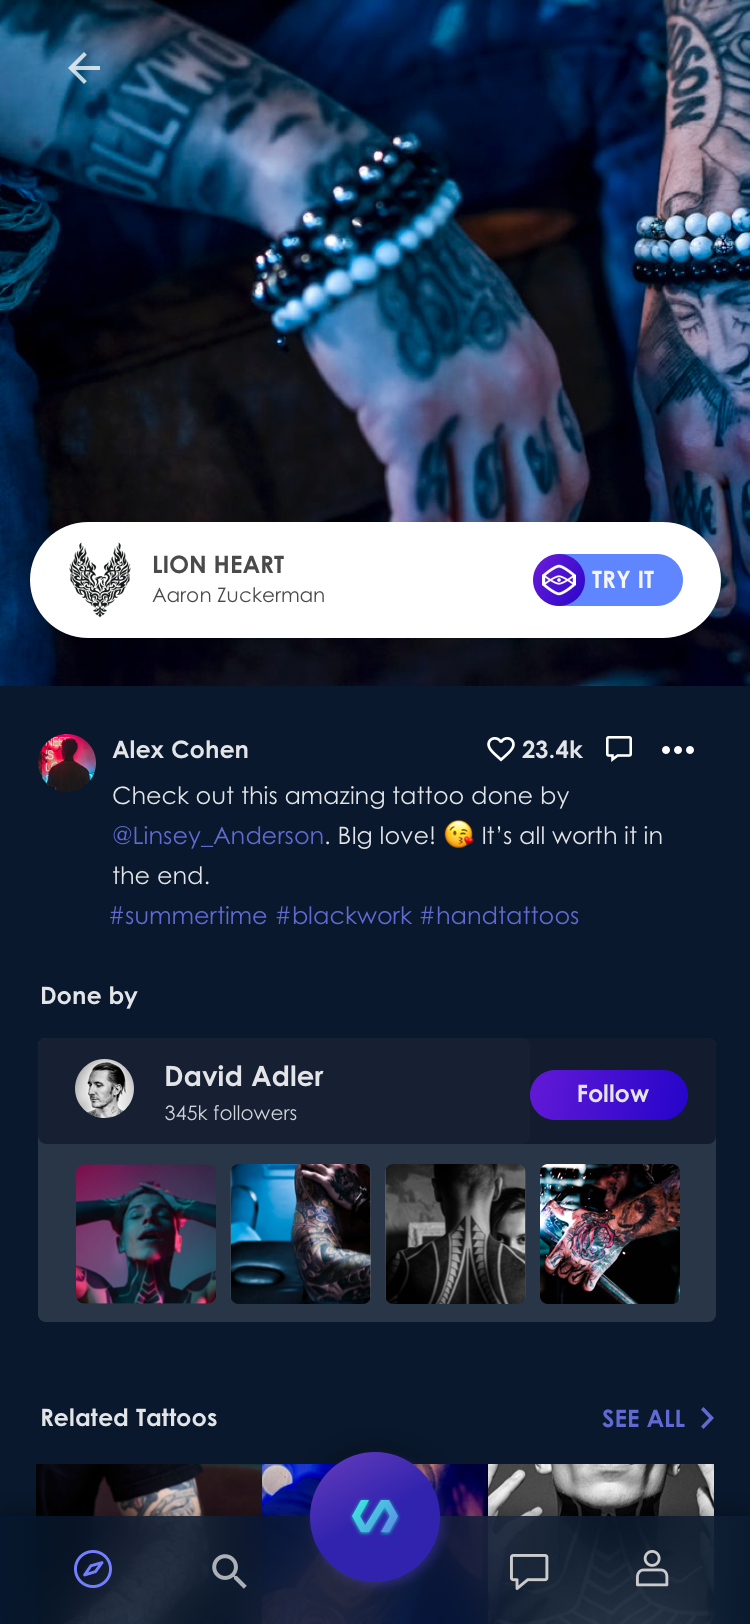 OLLYWO
SON
LION HEART
Aaron Zuckerman
TRY IT
Alex Cohen
23.4k
Check out this amazing tattoo done by
@Linsey_Anderson. BIg love! 😘 It’s all worth it in
the end.
#summertime #blackwork #handtattoos
Done by
David Adler
345k followers
Follow
Related Tattoos
SEE ALL